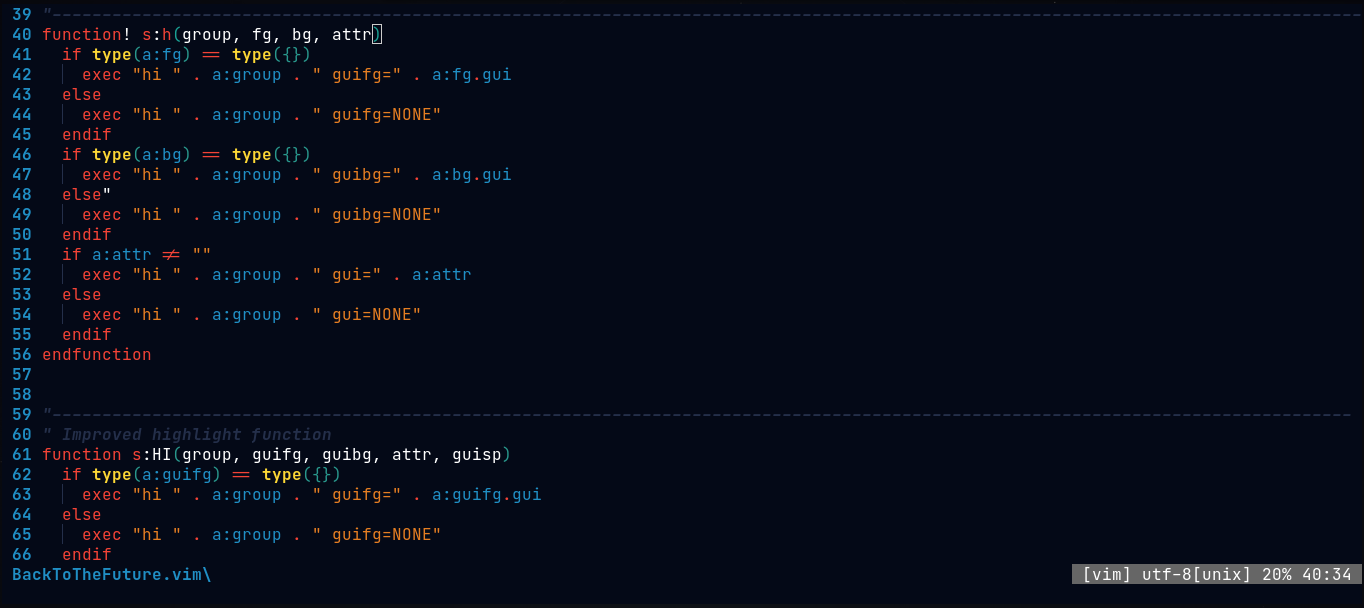 39 "-----------------------------------------------------------------------------------------------------------------------------------
40 function! s:h(group, fg, bg, attr)
41   if type(a:fg) == type({})
42     exec "hi " . a:group . " guifg=" . a:fg.gui
43   else
44     exec "hi " . a:group . " guifg=NONE"
45   endif
46   if type(a:bg) == type({})
47     exec "hi " . a:group . " guibg=" . a:bg.gui
48   else"
49     exec "hi " . a:group . " guibg=NONE"
50   endif
51   if a:attr != ""
52     exec "hi " . a:group . " gui=" . a:attr
53   else
54     exec "hi " . a:group . " gui=NONE"
55   endif
56 endfunction
57
58
59 "----------------------------------------------------------------------------------------------------------------------------------
60 " Improved highlight function
61 function s:HI(group, guifg, guibg, attr, guisp)
62   if type(a:guifg) == type({})
63     exec "hi " . a:group . " guifg=" . a:guifg.gui
64   else
65     exec "hi " . a:group . " guifg=NONE"
66   endif
BackToTheFuture.vim\ [vim] utf-8[unix] 20% 40:34